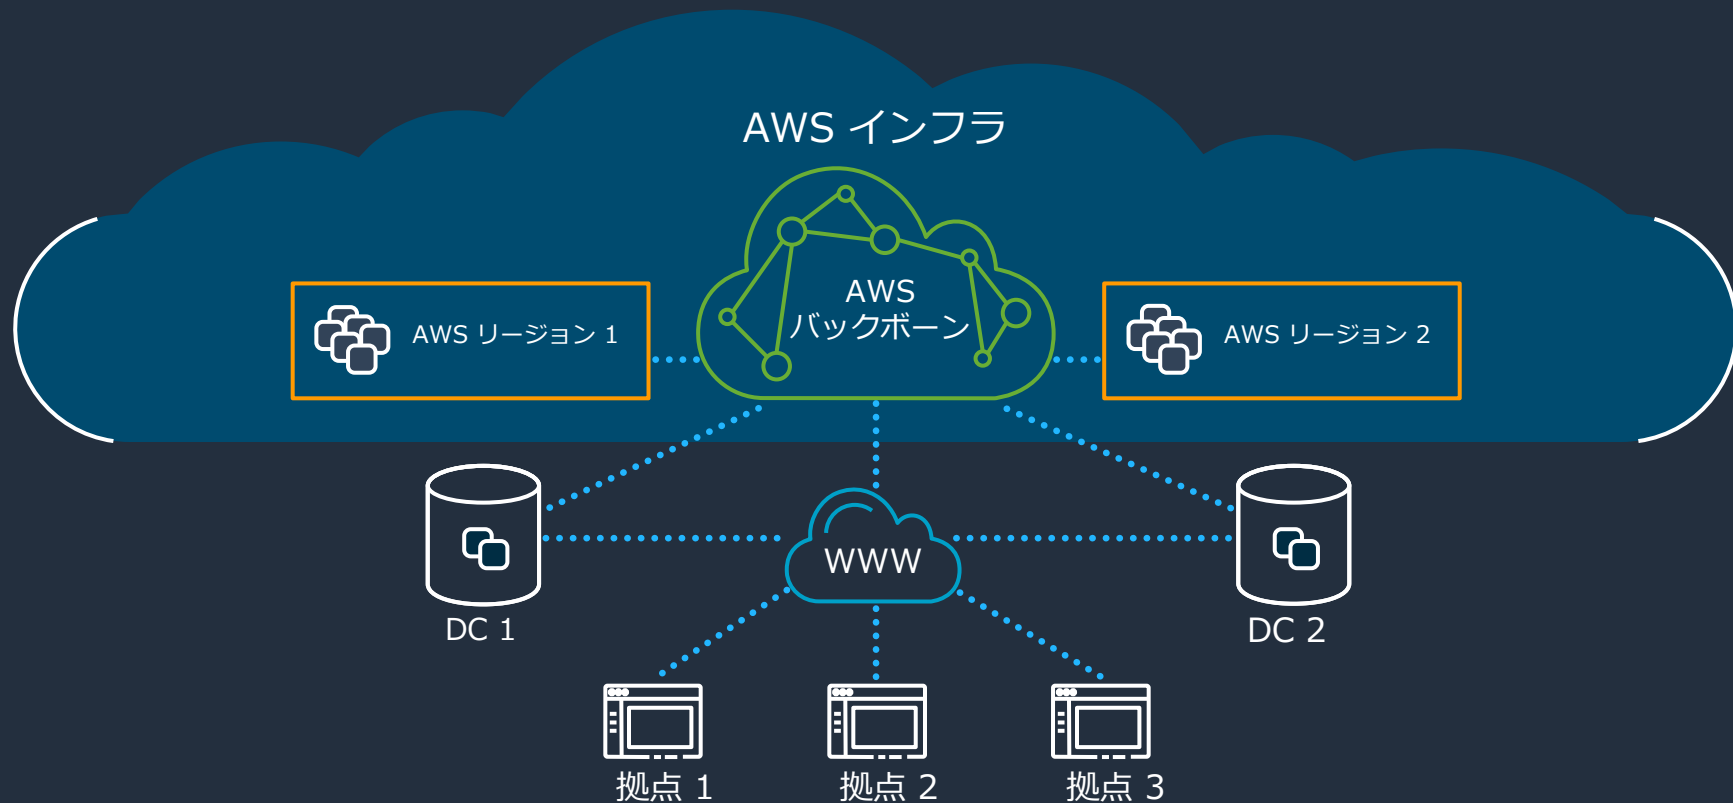 AWS インフラ
AWS
バックボーン
AWS リージョン 1
AWS リージョン 2
WWW
DC 1
DC 2
拠点 1
拠点 2
拠点 3